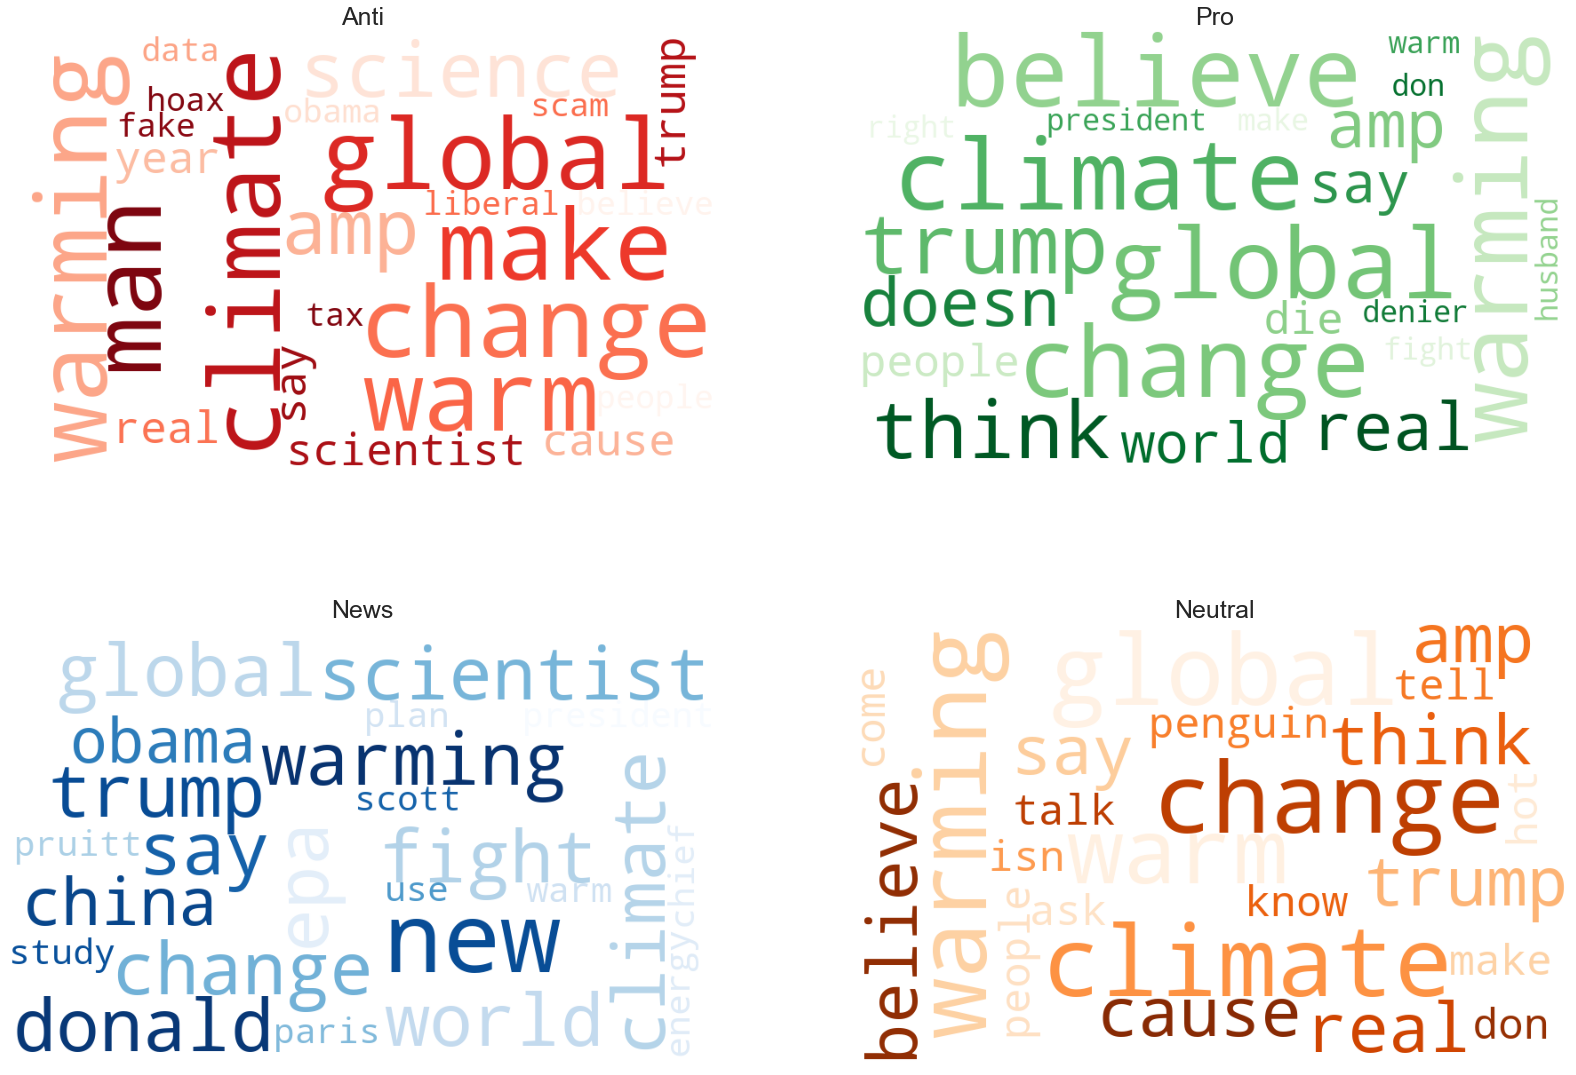 Anti
data
science
trump
warming
climate
hoax
obama
scam
fake
global
year
man
liberal
believe
amp
make
tax
change
say
warm
people
real
scientist
cause
Pro
believe
warm
warming
don
right
president
make
amp
climate
say
husband
trump
global
doesn
die
denier
people
change
fight
think
world
real
News
global
scientist
plan
president
obama
warming
trump
scott
climate
pruitt
say
epa
fight
energy
chief
use
warm
china
new
study
change
donald
paris
world
Neutral
global
amp
warming
come
tell
penguin
think
say
change
believe
talk
hot
isn
warm
trump
people
ask
know
climate
make
cause
real
don